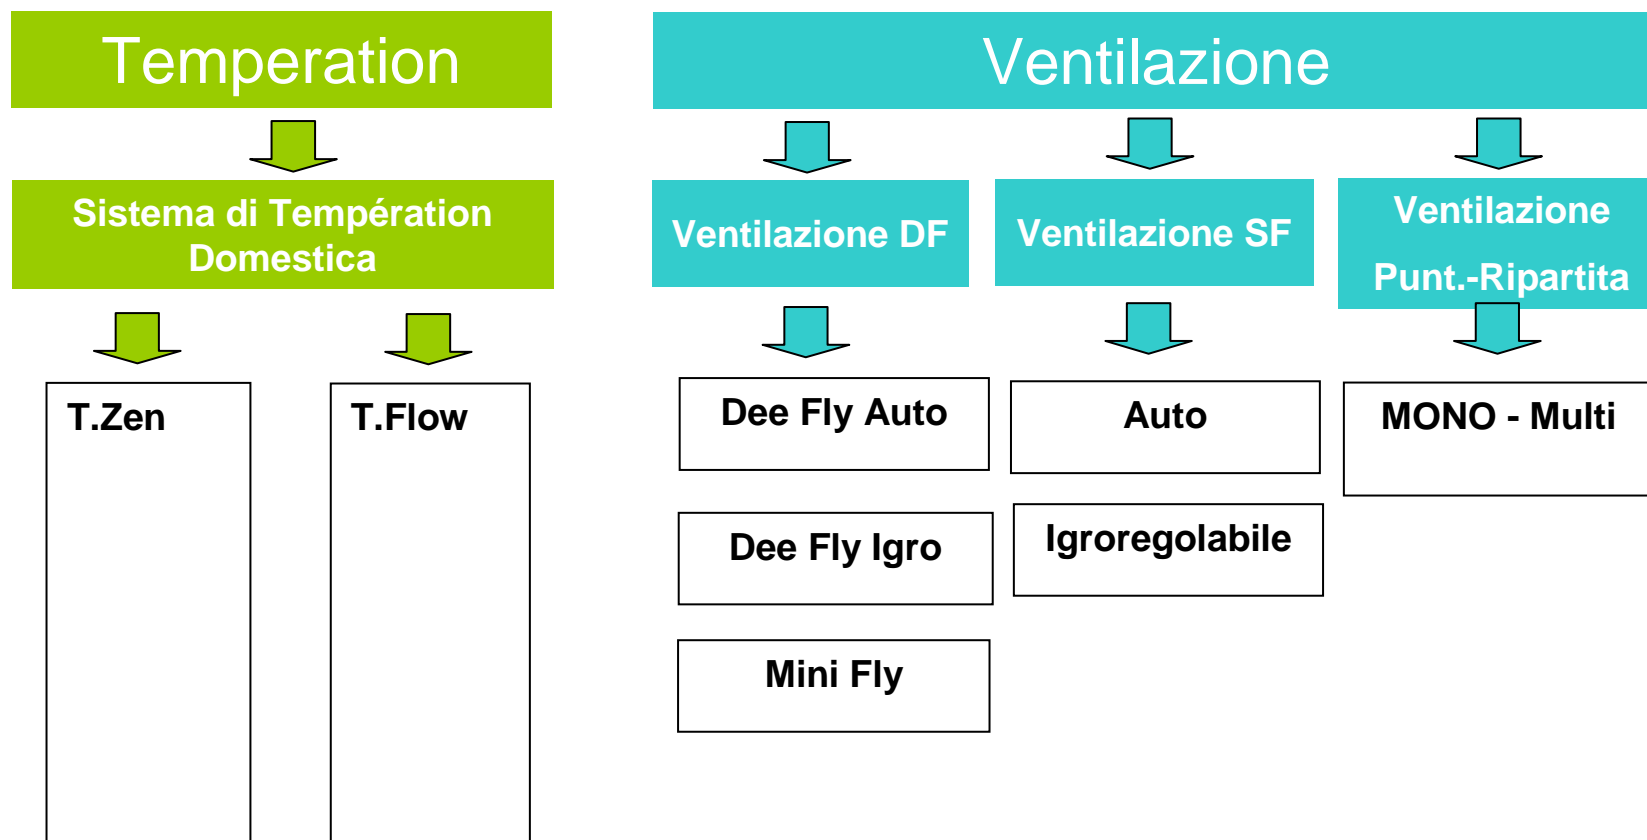 Temperation
Ventilazione
Sistema di Températion
Domestica
Ventilazione DF
Ventilazione SF
Ventilazione
Punt.-Ripartita
T.Zen
T.Flow
Dee Fly Auto
Auto
MONO - Multi
Dee Fly Igro
Igroregolabile
Mini Fly